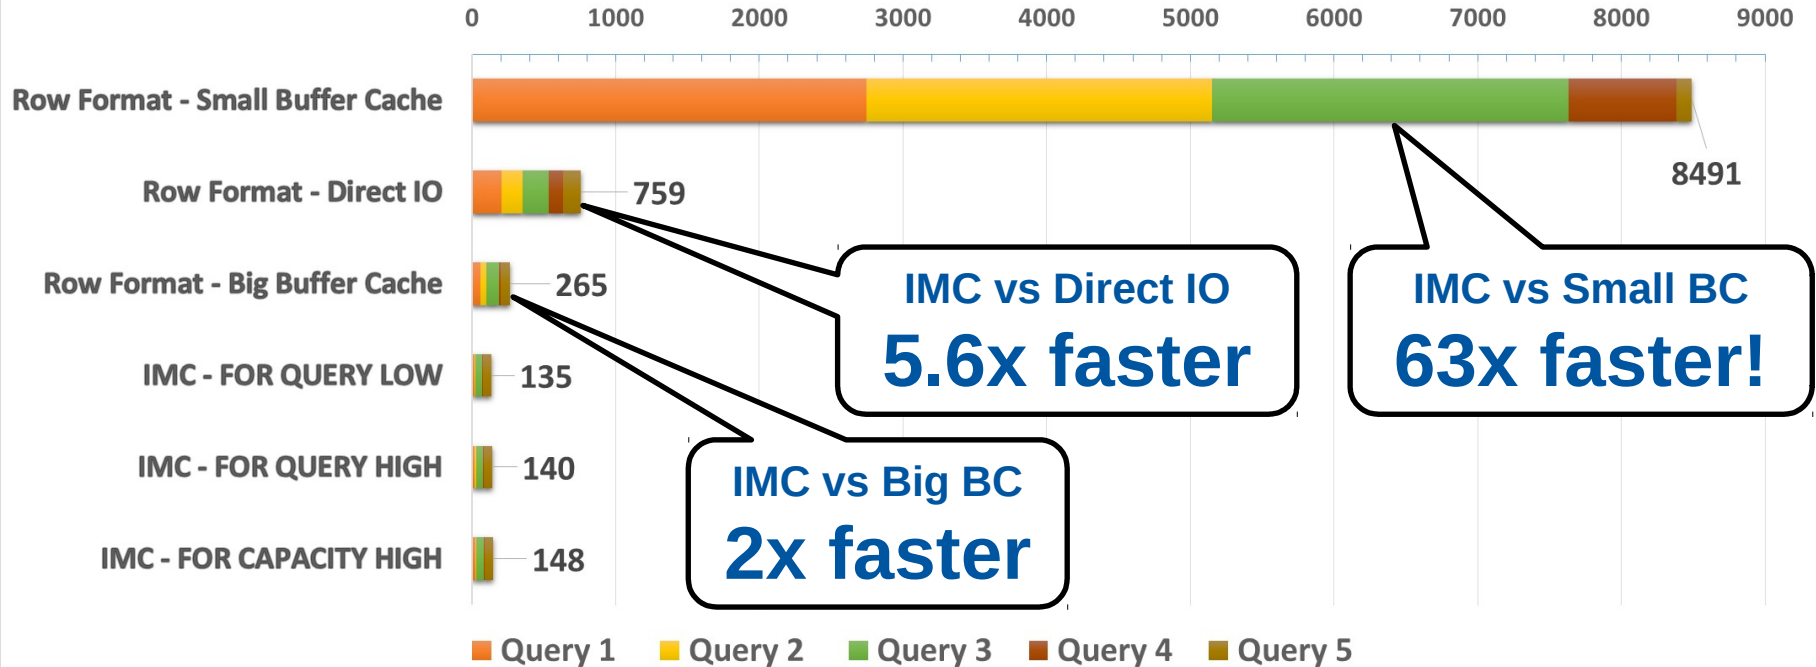 0 1000 2000 3000 4000 5000 6000 7000 8000 9000
Row Format - Small Buffer Cache
8491
Row Format - Direct IO
759
Row Format - Big Buffer Cache
265
IMC - FOR QUERY LOW
135
IMC - FOR QUERY HIGH
140
IMC - FOR CAPACITY HIGH
148
IMC vs Direct IO
5.6x faster
IMC vs Small BC
63x faster!
IMC vs Big BC
2x faster
Query 1 Query 2 Query 3 Query 4 Query 5